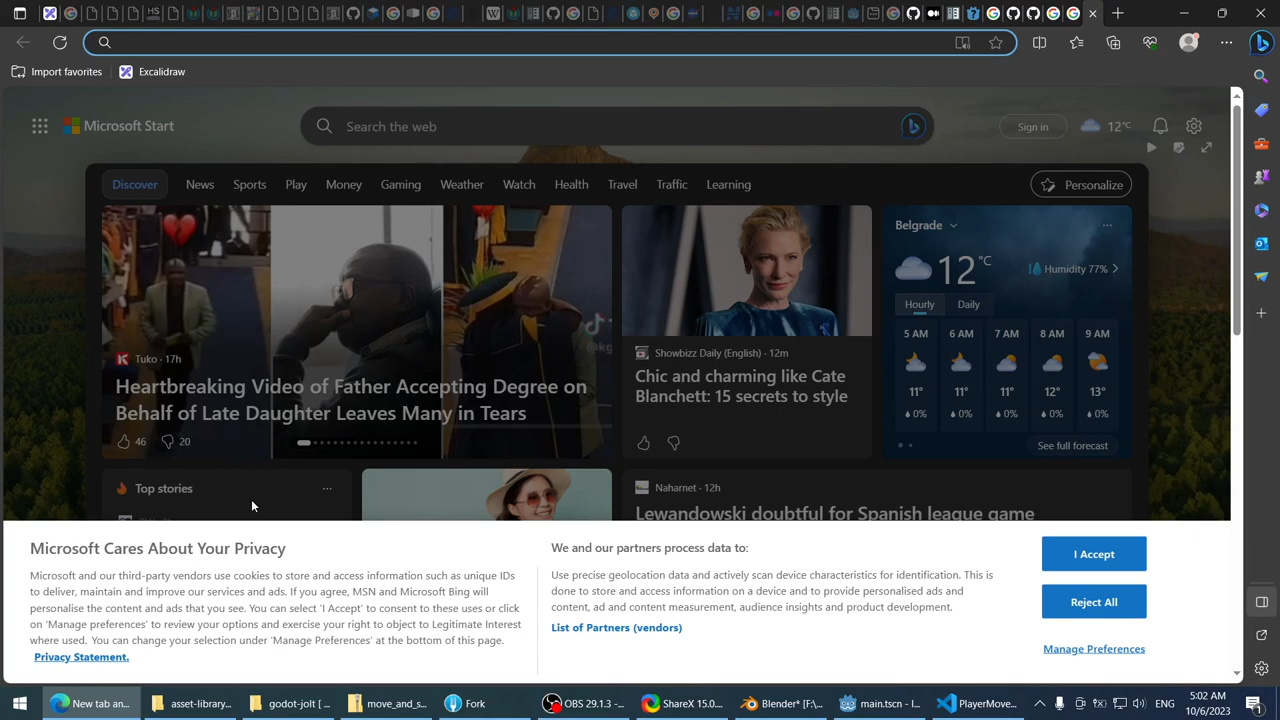 Import favorites
Excalidraw
Microsoft Start
Search the web
Sign in
12°C
Discover
News
Sports
Play
Money
Gaming
Weather
Watch
Health
Travel
Traffic
Learning
Personalize
Tuko · 17h
Heartbreaking Video of Father Accepting Degree on
Behalf of Late Daughter Leaves Many in Tears
46
20
Showbizz Daily (English) · 12m
Chic and charming like Cate
Blanchett: 15 secrets to style
Belgrade
12°C
Humidity 77%
Hourly
Daily
5 AM 6 AM 7 AM 8 AM 9 AM
11° 11° 11° 12° 13°
0% 0% 0% 0% 0%
See full forecast
Top stories
Naharnet · 12h
Lewandowski doubtful for Spanish league game
Microsoft Cares About Your Privacy
Microsoft and our third-party vendors use cookies to store and access information such as unique IDs
to deliver, maintain and improve our services and ads. If you agree, MSN and Microsoft Bing will
personalise the content and ads that you see. You can select 'I Accept' to consent to these uses or click
on 'Manage preferences' to review your options and exercise your right to object to Legitimate Interest
where used. You can change your selection under 'Manage Preferences' at the bottom of this page.
Privacy Statement.
We and our partners process data to:
Use precise geolocation data and actively scan device characteristics for identification. This is
done to store and access information on a device and to provide personalised ads and
content, ad and content measurement, audience insights and product development.
List of Partners (vendors)
I Accept
Reject All
Manage Preferences
New tab an...
asset-library...
godot-jolt [ ...
move_and_s...
Fork
OBS 29.1.3 -...
ShareX 15.0....
Blender* [F:\...
main.tscn - I...
PlayerMove...
ENG
5:02 AM
10/6/2023